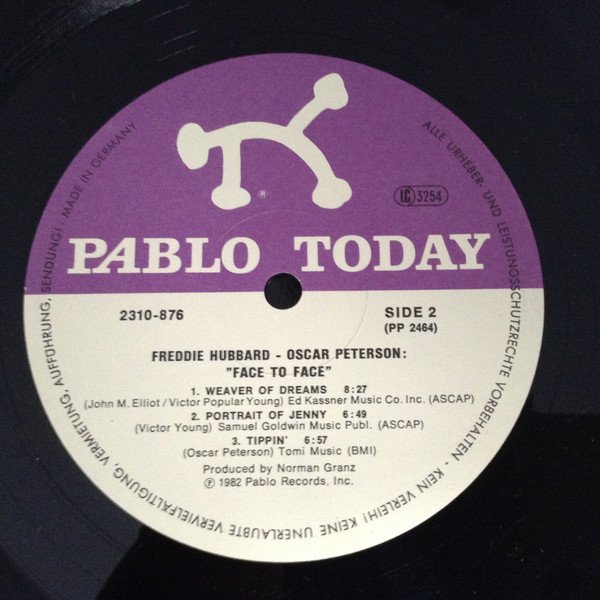 ALLE URHEBER- UND LEISTUNGSSCHUTZRECHTE VORBEHALTEN - KEIN VERLEIH! KEINE UNERLAUBTE VERVIELFÄLTIGUNG, VERMIETUNG, AUFFÜHRUNG, SENDUNG! MADE IN GERMANY
®
LC 3254
PABLO TODAY
2310-876
SIDE 2
(PP 2464)
FREDDIE HUBBARD - OSCAR PETERSON:
"FACE TO FACE"
1. WEAVER OF DREAMS 8:27
(John M. Elliot/Victor Popular Young) Ed Kassner Music Co. Inc. (ASCAP)
2. PORTRAIT OF JENNY 6:49
(Victor Young) Samuel Goldwin Music Publ. (ASCAP)
3. TIPPIN' 6:57
(Oscar Peterson) Tomi Music (BMI)
Produced by Norman Granz
℗ 1982 Pablo Records, Inc.